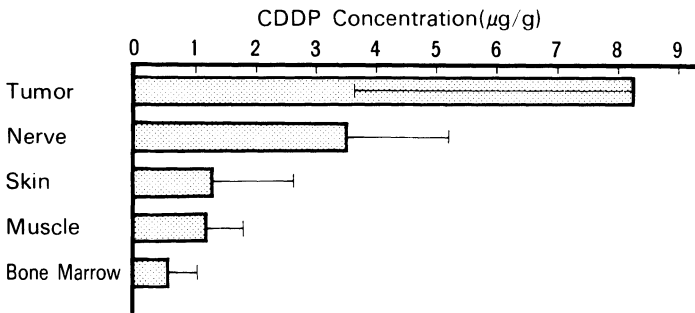 CDDP Concentration(μg/g)
0 1 2 3 4 5 6 7 8 9
Tumor
Nerve
Skin
Muscle
Bone Marrow